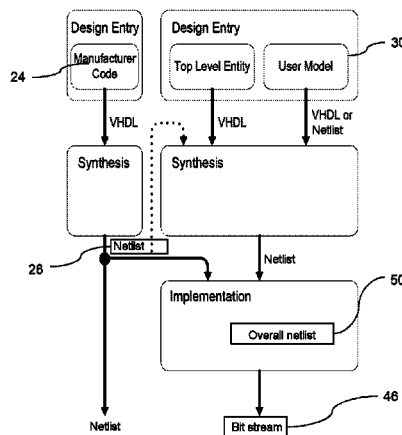 Design Entry
Manufacturer
Code
24
VHDL
Synthesis
26
Netlist
Netlist
Design Entry
30
Top Level Entity
User Model
VHDL
VHDL or
Netlist
Synthesis
Netlist
Implementation
50
Overall netlist
46
Bit stream